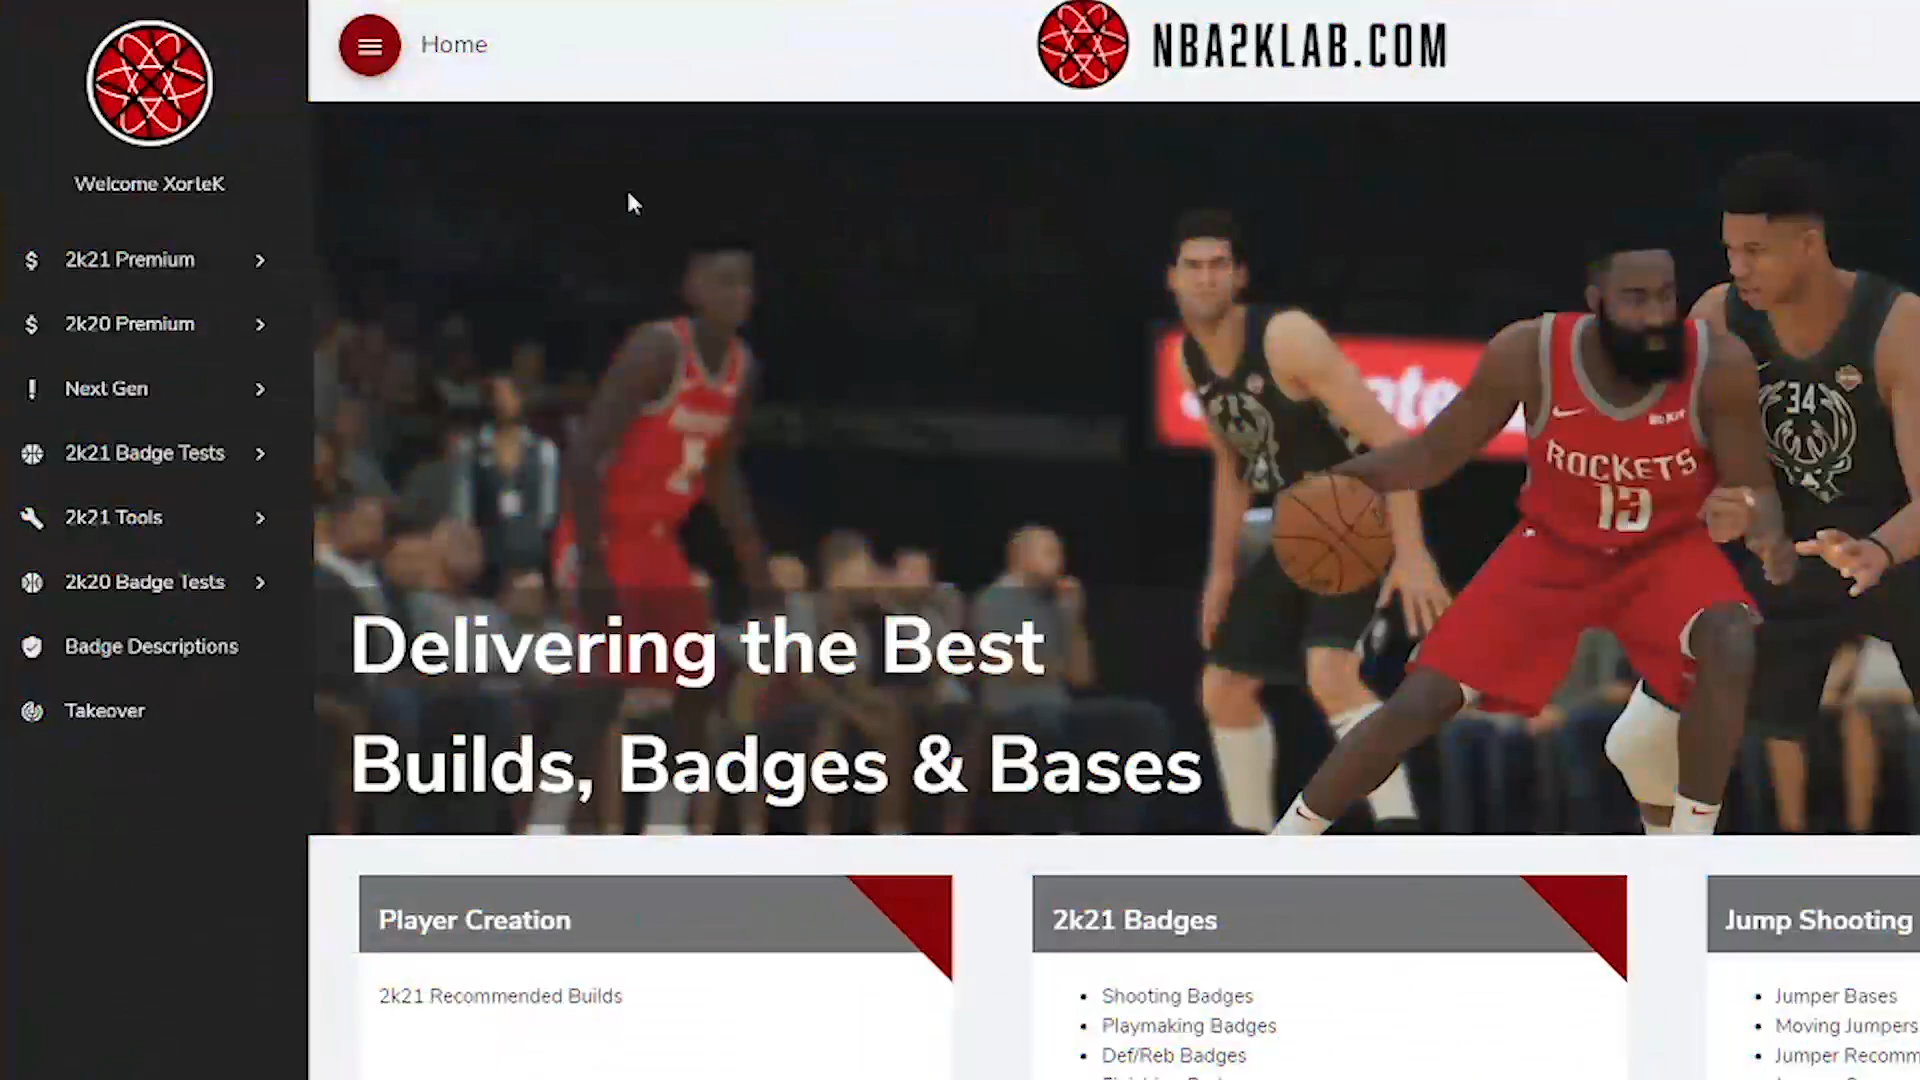 Home
NBA2KLAB.COM
Welcome XorleK
2k21 Premium
2k20 Premium
Next Gen
2k21 Badge Tests
2k21 Tools
2k20 Badge Tests
Badge Descriptions
Takeover
34
ROCKETS
13
Delivering the Best
Builds, Badges & Bases
Player Creation
2k21 Recommended Builds
2k21 Badges
Shooting Badges
Playmaking Badges
Def/Reb Badges
Jump Shooting
Jumper Bases
Moving Jumpers
Jumper Recomm